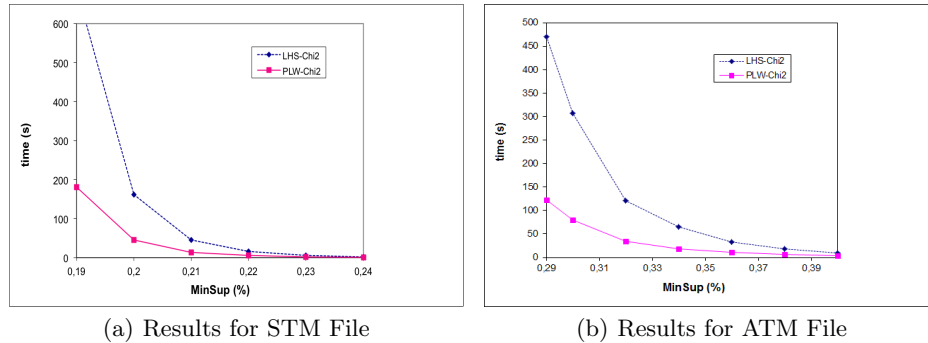 600
500
400
300
200
100
0
time (s)
LHS-Chi2
PLW-Chi2
0,19 0,2 0,21 0,22 0,23 0,24
MinSup (%)
(a) Results for STM File
500
450
400
350
300
250
200
150
100
50
0
time (s)
LHS-Chi2
PLW-Chi2
0,29 0,31 0,33 0,35 0,37 0,39
MinSup (%)
(b) Results for ATM File